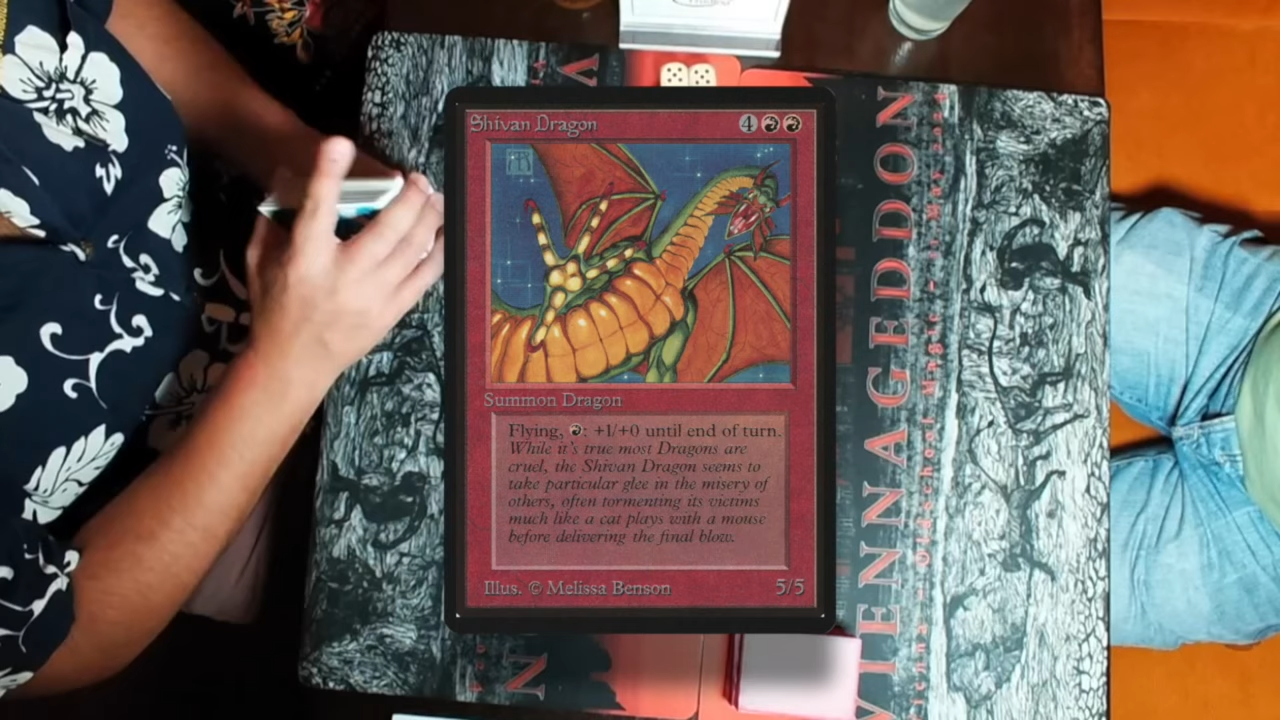 Shivan Dragon 4
Summon Dragon
Flying, : +1/+0 until end of turn.
While it's true most Dragons are
cruel, the Shivan Dragon seems to
take particular glee in the misery of
others, often tormenting its victims
much like a cat plays with a mouse
before delivering the final blow.
Illus. © Melissa Benson 5/5
VIENNAGEDDON